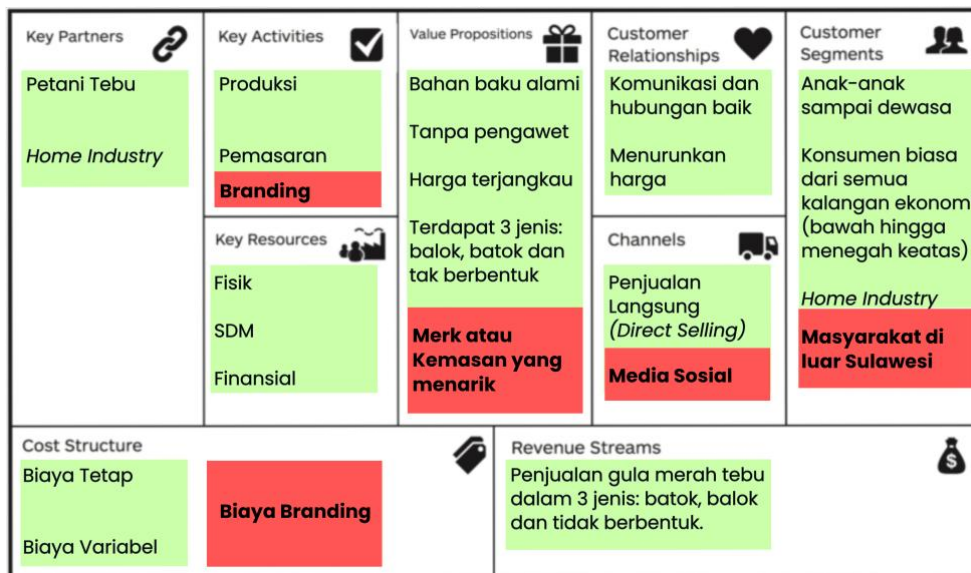 Key Partners
Petani Tebu
Home Industry
Key Activities
Produksi
Pemasaran
Branding
Key Resources
Fisik
SDM
Finansial
Value Propositions
Bahan baku alami
Tanpa pengawet
Harga terjangkau
Terdapat 3 jenis:
balok, batok dan
tak berbentuk
Merk atau
Kemasan yang
menarik
Customer
Relationships
Komunikasi dan
hubungan baik
Menurunkan
harga
Channels
Penjualan
Langsung
(Direct Selling)
Media Sosial
Customer
Segments
Anak-anak
sampai dewasa
Konsumen biasa
dari semua
kalangan ekonom
(bawah hingga
menegah keatas)
Home Industry
Masyarakat di
luar Sulawesi
Cost Structure
Biaya Tetap
Biaya Variabel
Biaya Branding
Revenue Streams
Penjualan gula merah tebu
dalam 3 jenis: batok, balok
dan tidak berbentuk.
$